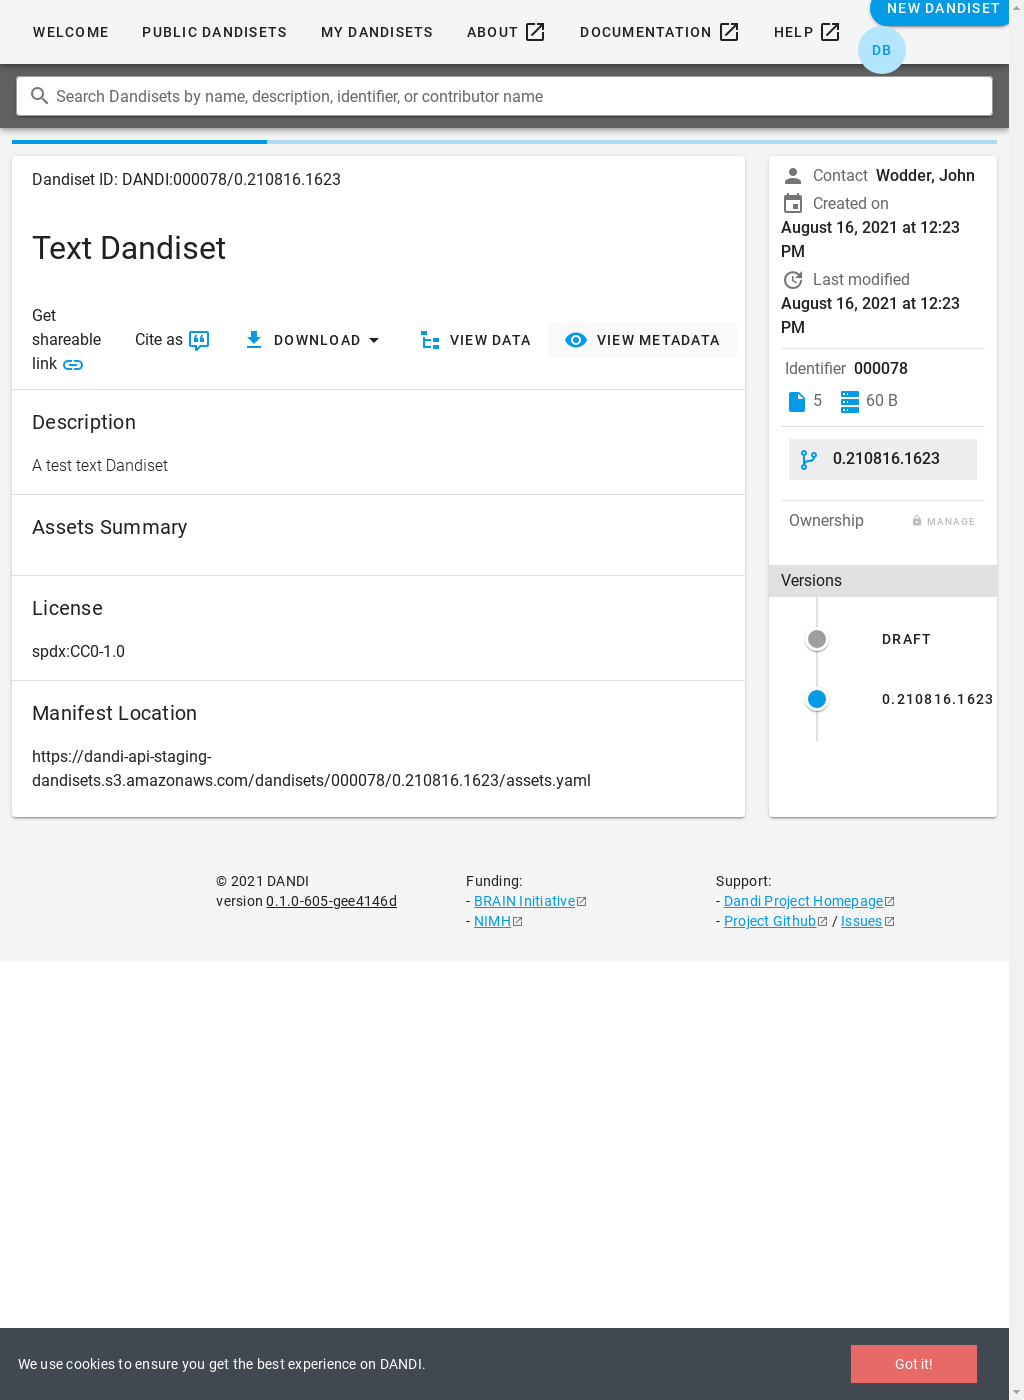 WELCOME
PUBLIC DANDISETS
MY DANDISETS
ABOUT
DOCUMENTATION
HELP
NEW DANDISET
DB
Search Dandisets by name, description, identifier, or contributor name
Dandiset ID: DANDI:000078/0.210816.1623
Text Dandiset
Get
shareable
link
Cite as
DOWNLOAD
VIEW DATA
VIEW METADATA
Description
A test text Dandiset
Assets Summary
License
spdx:CC0-1.0
Manifest Location
https://dandi-api-staging-
dandisets.s3.amazonaws.com/dandisets/000078/0.210816.1623/assets.yaml
Contact Wodder, John
Created on
August 16, 2021 at 12:23
PM
Last modified
August 16, 2021 at 12:23
PM
Identifier 000078
5 60 B
0.210816.1623
Ownership MANAGE
Versions
DRAFT
0.210816.1623
© 2021 DANDI
version 0.1.0-605-gee4146d
Funding:
- BRAIN Initiative
- NIMH
Support:
- Dandi Project Homepage
- Project Github / Issues
We use cookies to ensure you get the best experience on DANDI.
Got it!